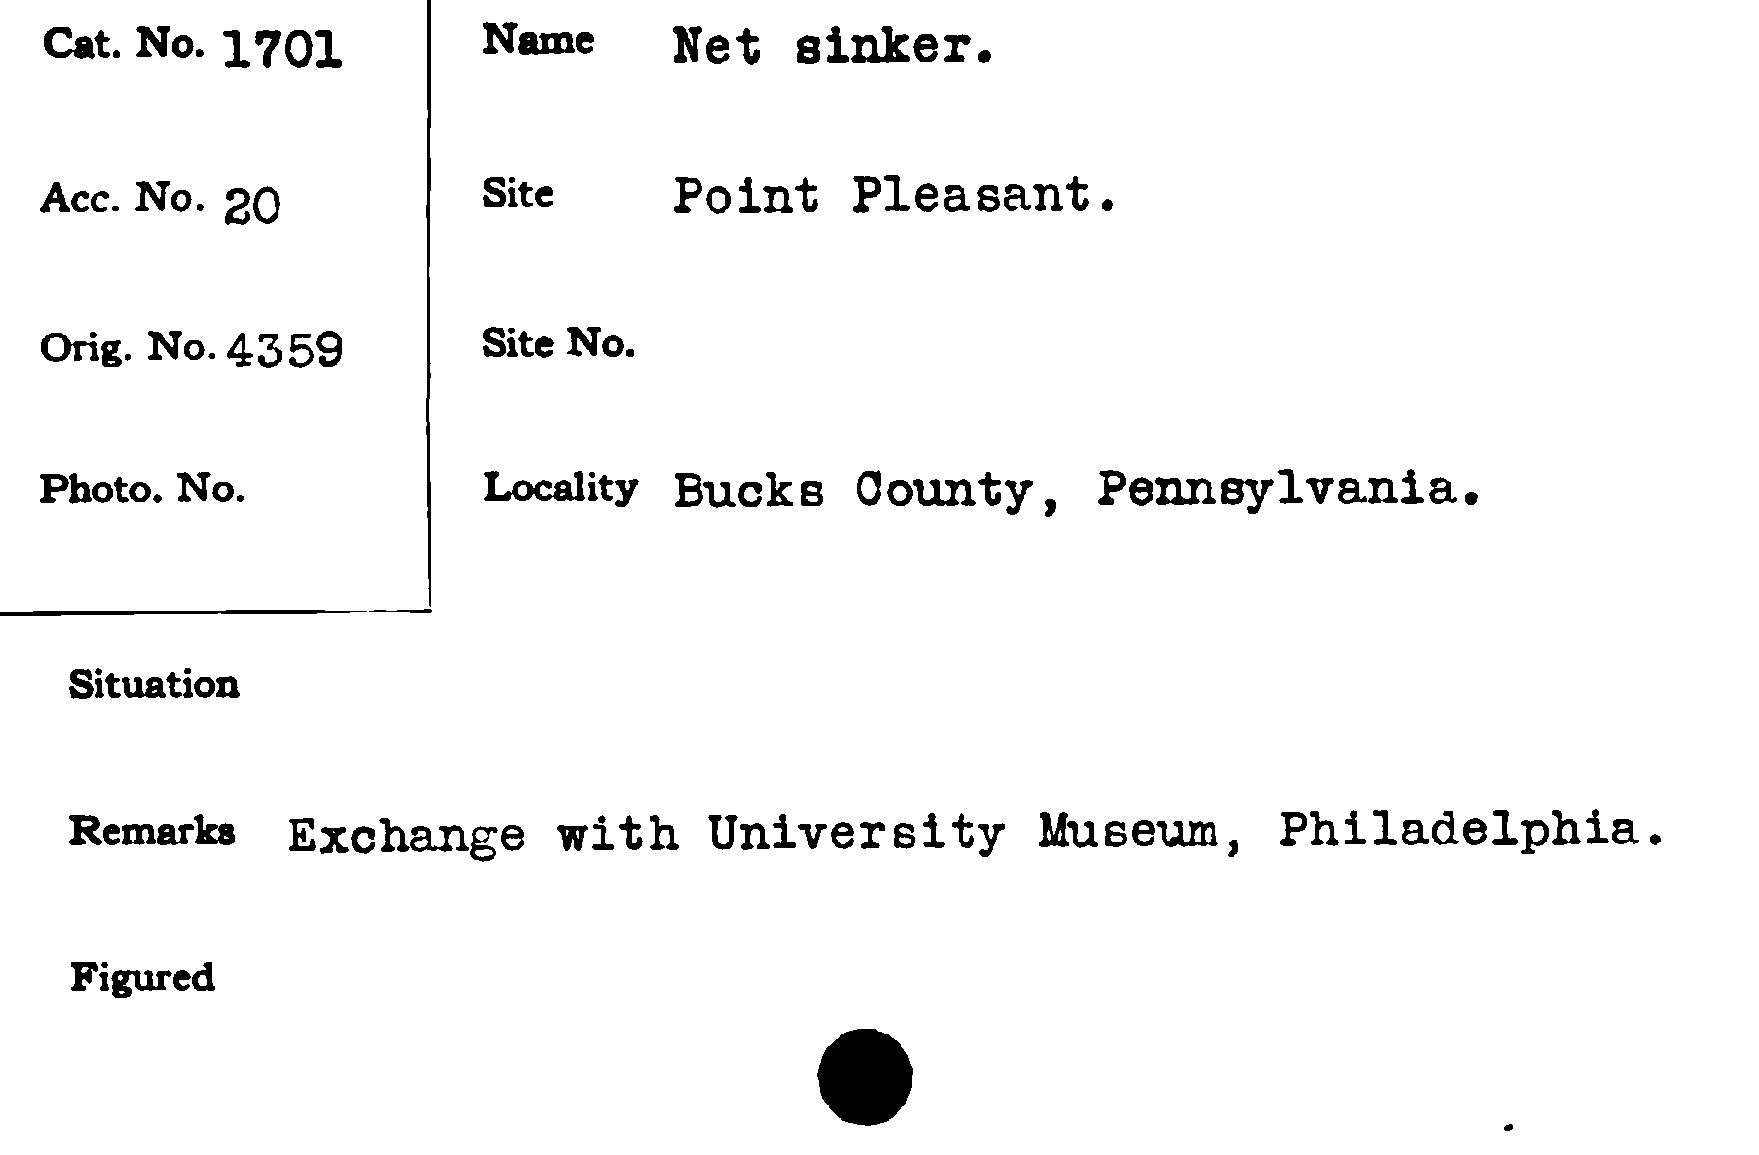 Cat. No. 1701
Acc. No. 20
Orig. No. 4359
Photo. No.
Name Net sinker.
Site Point Pleasant.
Site No.
Locality Bucks County, Pennsylvania.
Situation
Remarks Exchange with University Museum, Philadelphia.
Figured